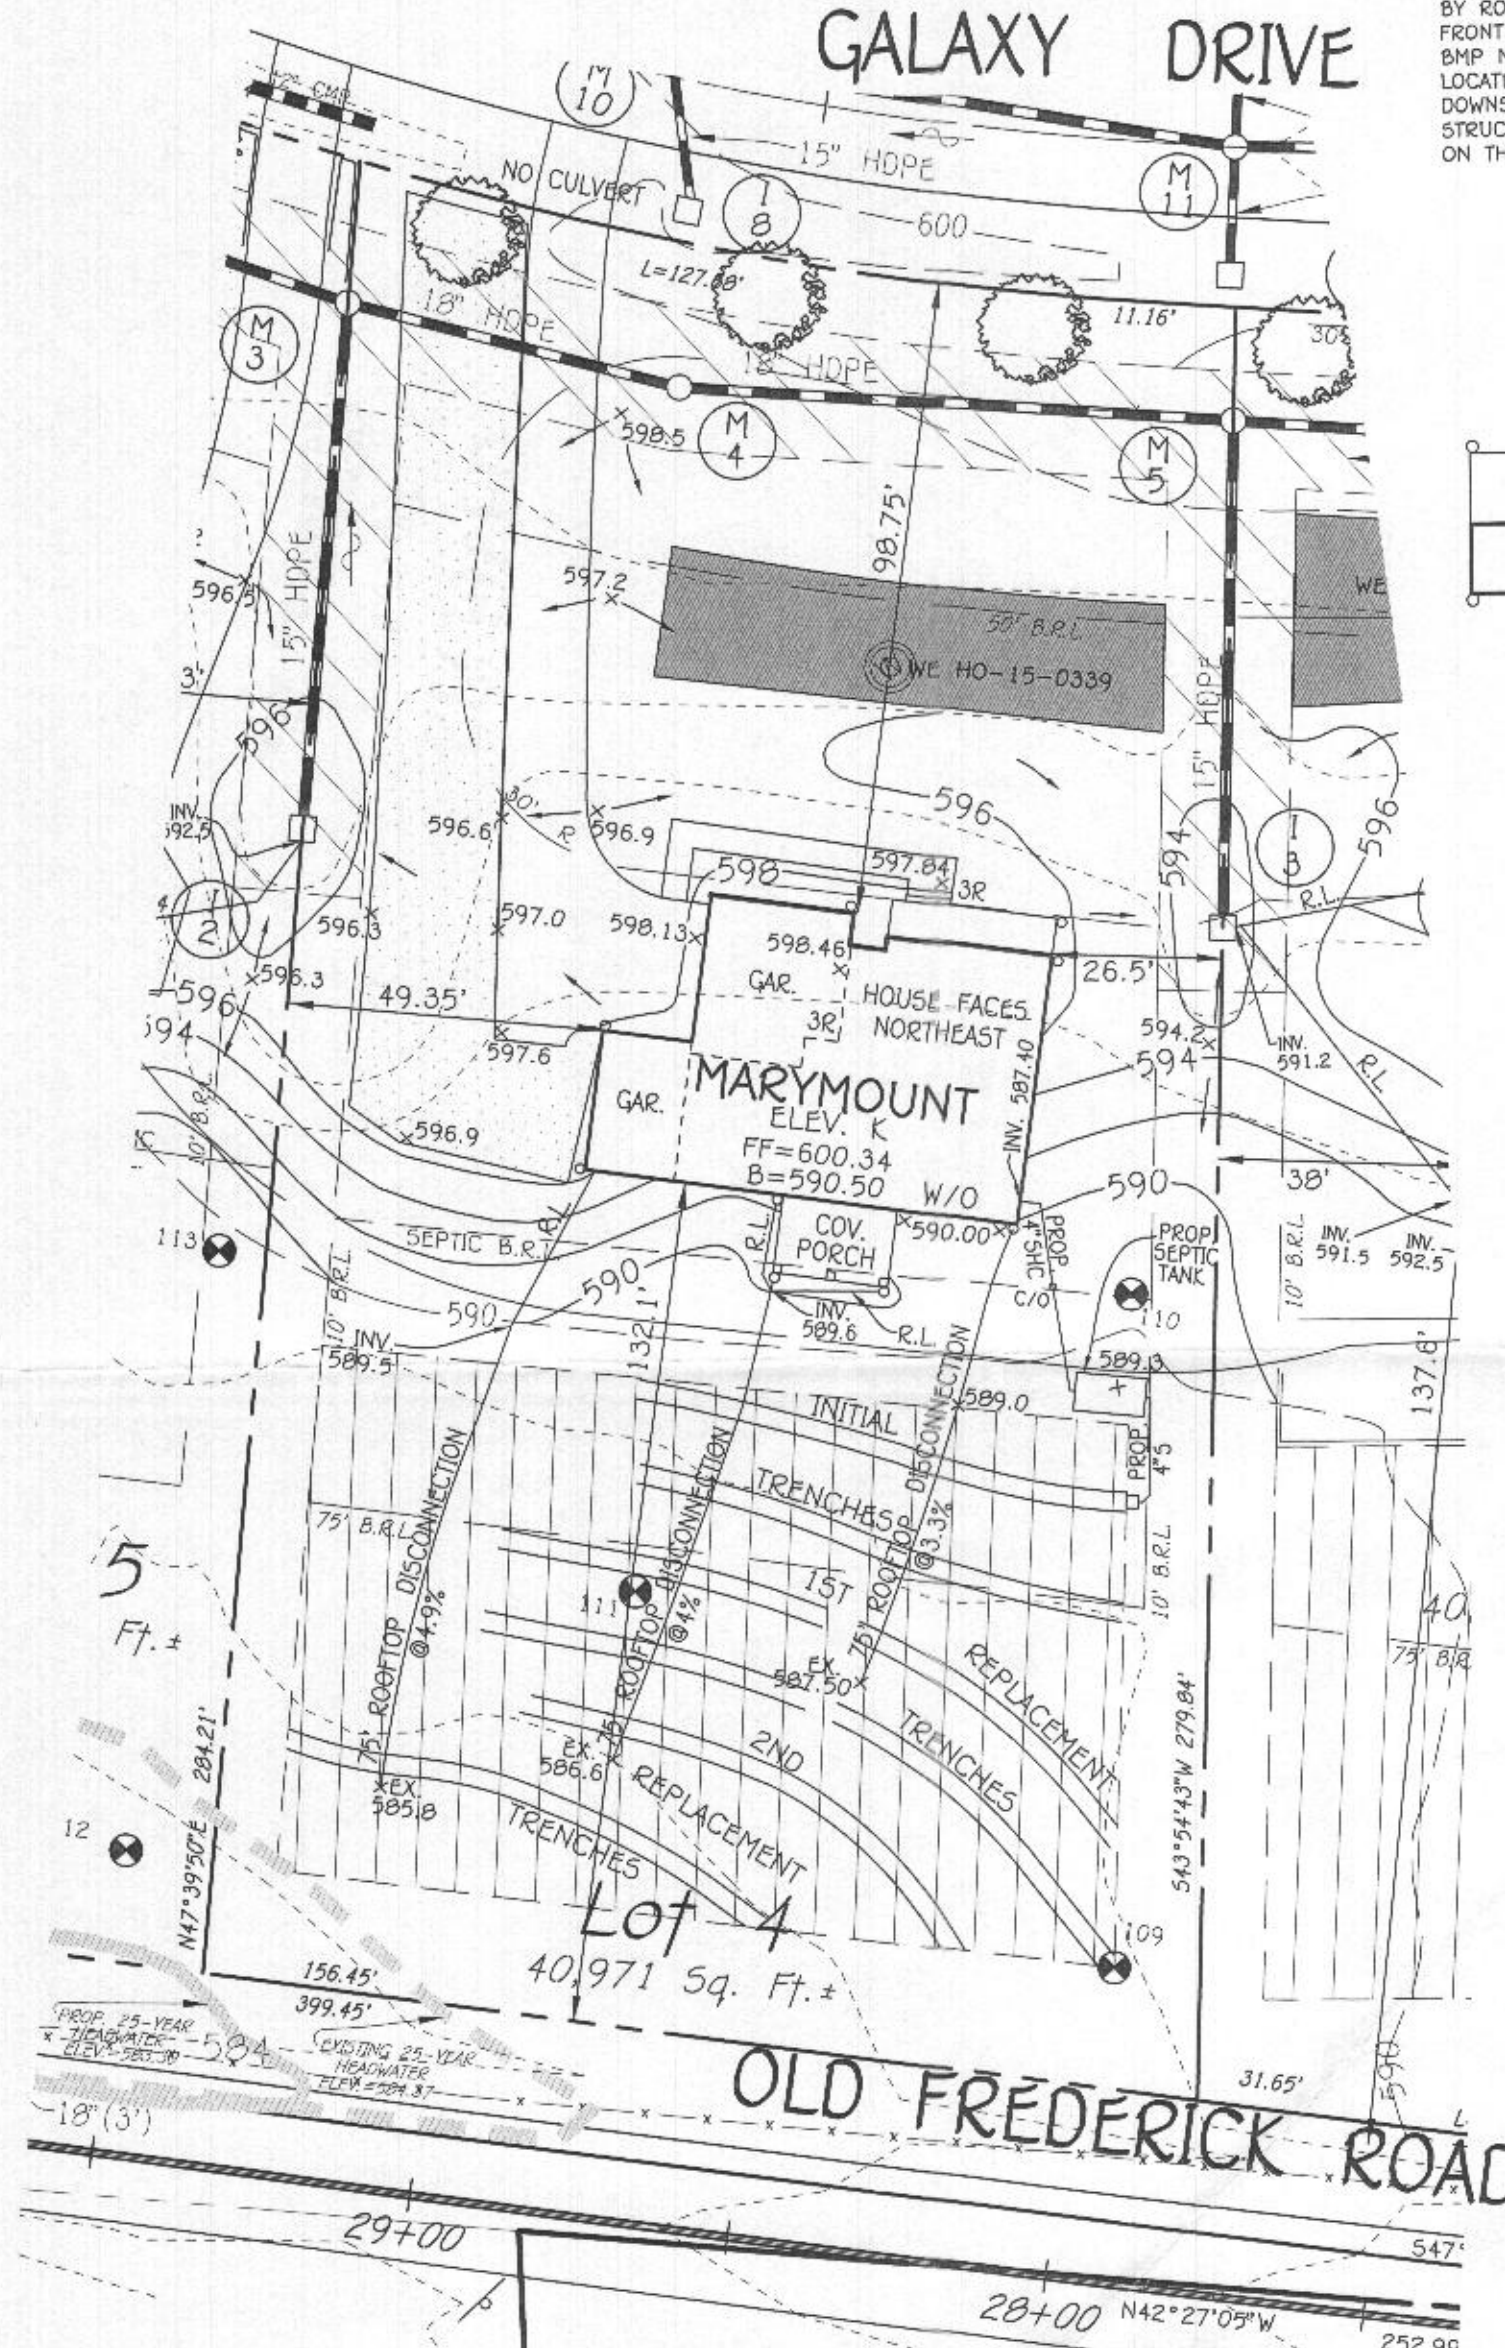 GALAXY DRIVE
BY RO
FRONT
BMP N
LOCATI
DOWNS
STRUC
ON TH
CMP
M
10
NO CULVERT
15" HDPE
I
8
M
11
600
L=127.68'
11.16'
30'
18" HDPE
18" HDPE
M
3
598.5
M
4
M
5
98.75'
15" HDPE
596.5
597.2
50' B.R.L.
WE
WE HO-15-0339
15" HDPE
3'
596
596
596
594
INV.
592.5
596.6
30'
R
596.9
I
3
598
597.84
3R
R.L.
I
2
596.3
597.0
598.13
598.46
26.5'
596.3
GAR.
HOUSE FACES
NORTHEAST
596
49.35'
3R
594
597.6
594.2
594
INV.
591.2
R.L.
INV. 587.40
10' B.R.L.
GAR.
MARYMOUNT
ELEV. K
FF=600.34
B=590.50
W/O
596.9
590
38'
113
SEPTIC B.R.L.
R.L.
R.L.
COV.
PORCH
590.00
PROP
4" SHC
C/O
PROP
SEPTIC
TANK
10' B.R.L.
INV.
591.5
INV.
592.5
10' B.R.L.
590
590
INV.
589.6
R.L.
110
INV.
589.5
132.1'
589.3
137.6'
589.0
INITIAL
TRENCHES
PROP
4"S
75' B.R.L.
75' ROOFTOP DISCONNECTION
@4.9%
75' ROOFTOP DISCONNECTION
@4%
75' ROOFTOP DISCONNECTION
@3.3%
10' B.R.L.
5
Ft. ±
111
1ST
REPLACEMENT
TRENCHES
40,
75' B.R.
EX.
587.50
2ND
REPLACEMENT
TRENCHES
EX.
586.6
EX.
585.8
12
N47°39'50"E 284.21'
S43°54'43"W 279.84'
109
Lot 4
40,971 Sq. Ft. ±
156.45'
399.45'
PROP. 25-YEAR
HEADWATER
ELEV.=583.90
584
EXISTING 25-YEAR
HEADWATER
ELEV.=584.87
31.65'
590
L
OLD FREDERICK ROAD
18" (3')
29+00
28+00
N42°27'05"W
547°
252.99